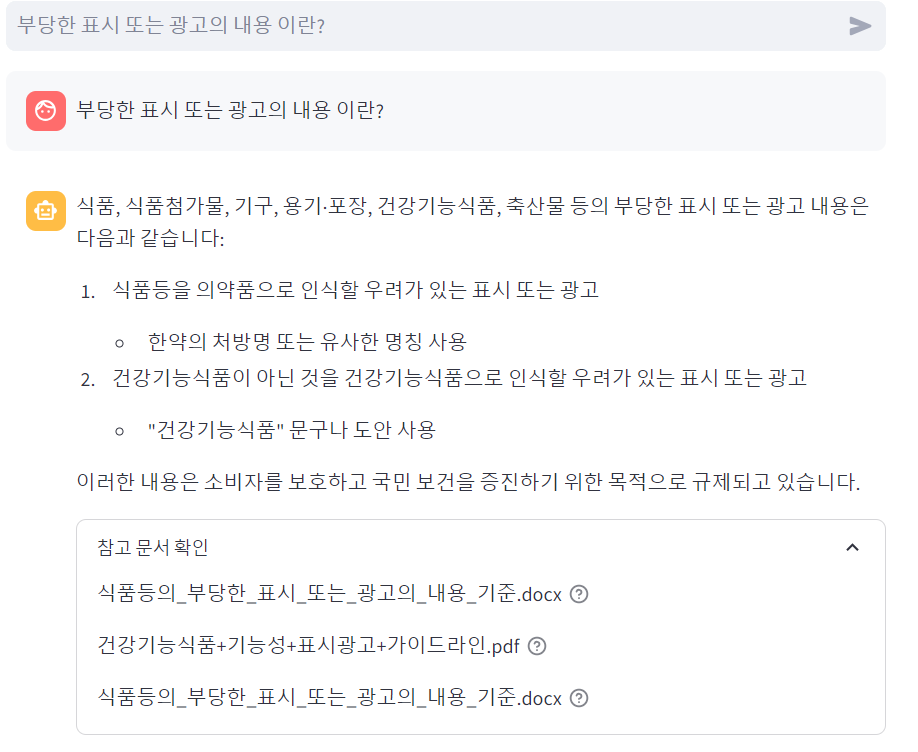 부당한 표시 또는 광고의 내용 이란?
부당한 표시 또는 광고의 내용 이란?
식품, 식품첨가물, 기구, 용기·포장, 건강기능식품, 축산물 등의 부당한 표시 또는 광고 내용은
다음과 같습니다:
1. 식품등을 의약품으로 인식할 우려가 있는 표시 또는 광고
한약의 처방명 또는 유사한 명칭 사용
2. 건강기능식품이 아닌 것을 건강기능식품으로 인식할 우려가 있는 표시 또는 광고
"건강기능식품" 문구나 도안 사용
이러한 내용은 소비자를 보호하고 국민 보건을 증진하기 위한 목적으로 규제되고 있습니다.
참고 문서 확인
식품등의_부당한_표시_또는_광고의_내용_기준.docx
건강기능식품+기능성+표시광고+가이드라인.pdf
식품등의_부당한_표시_또는_광고의_내용_기준.docx